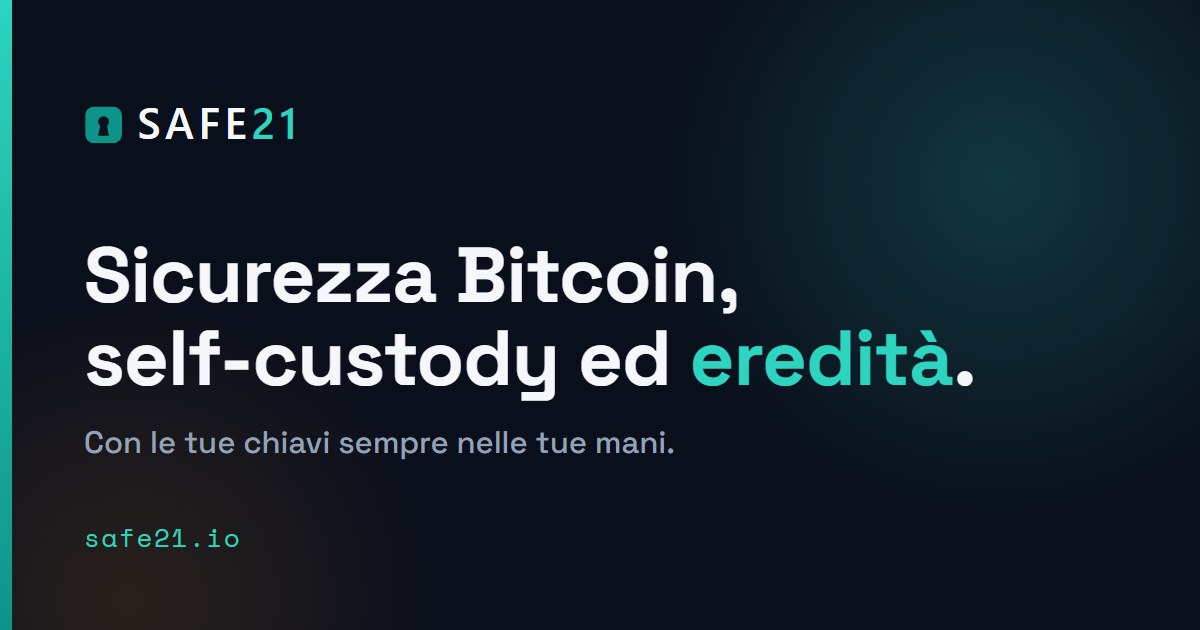 SAFE21
Sicurezza Bitcoin,
self-custody ed eredità.
Con le tue chiavi sempre nelle tue mani.
safe21.io